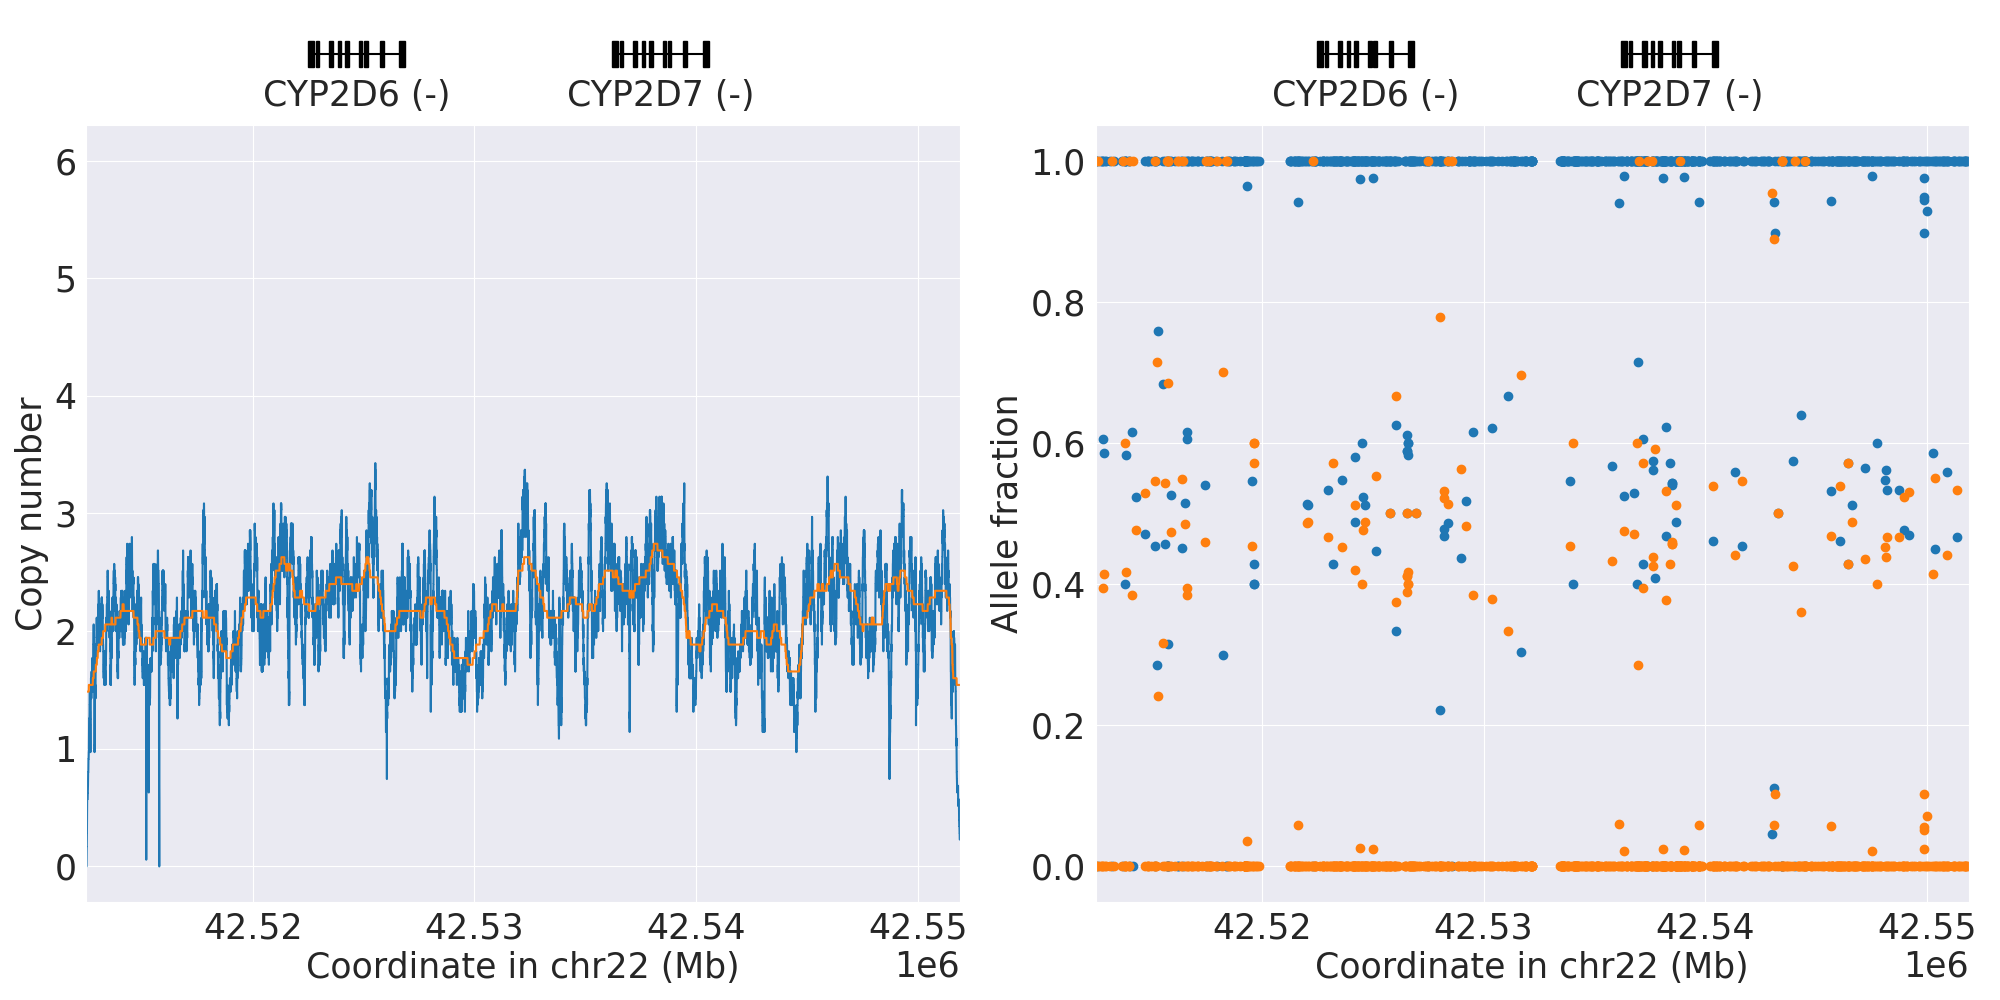 CYP2D6 (-)
CYP2D7 (-)
6
5
4
3
2
1
0
Copy number
42.52
42.53
42.54
42.55
1e6
Coordinate in chr22 (Mb)
CYP2D6 (-)
CYP2D7 (-)
1.0
0.8
0.6
0.4
0.2
0.0
Allele fraction
42.52
42.53
42.54
42.55
1e6
Coordinate in chr22 (Mb)